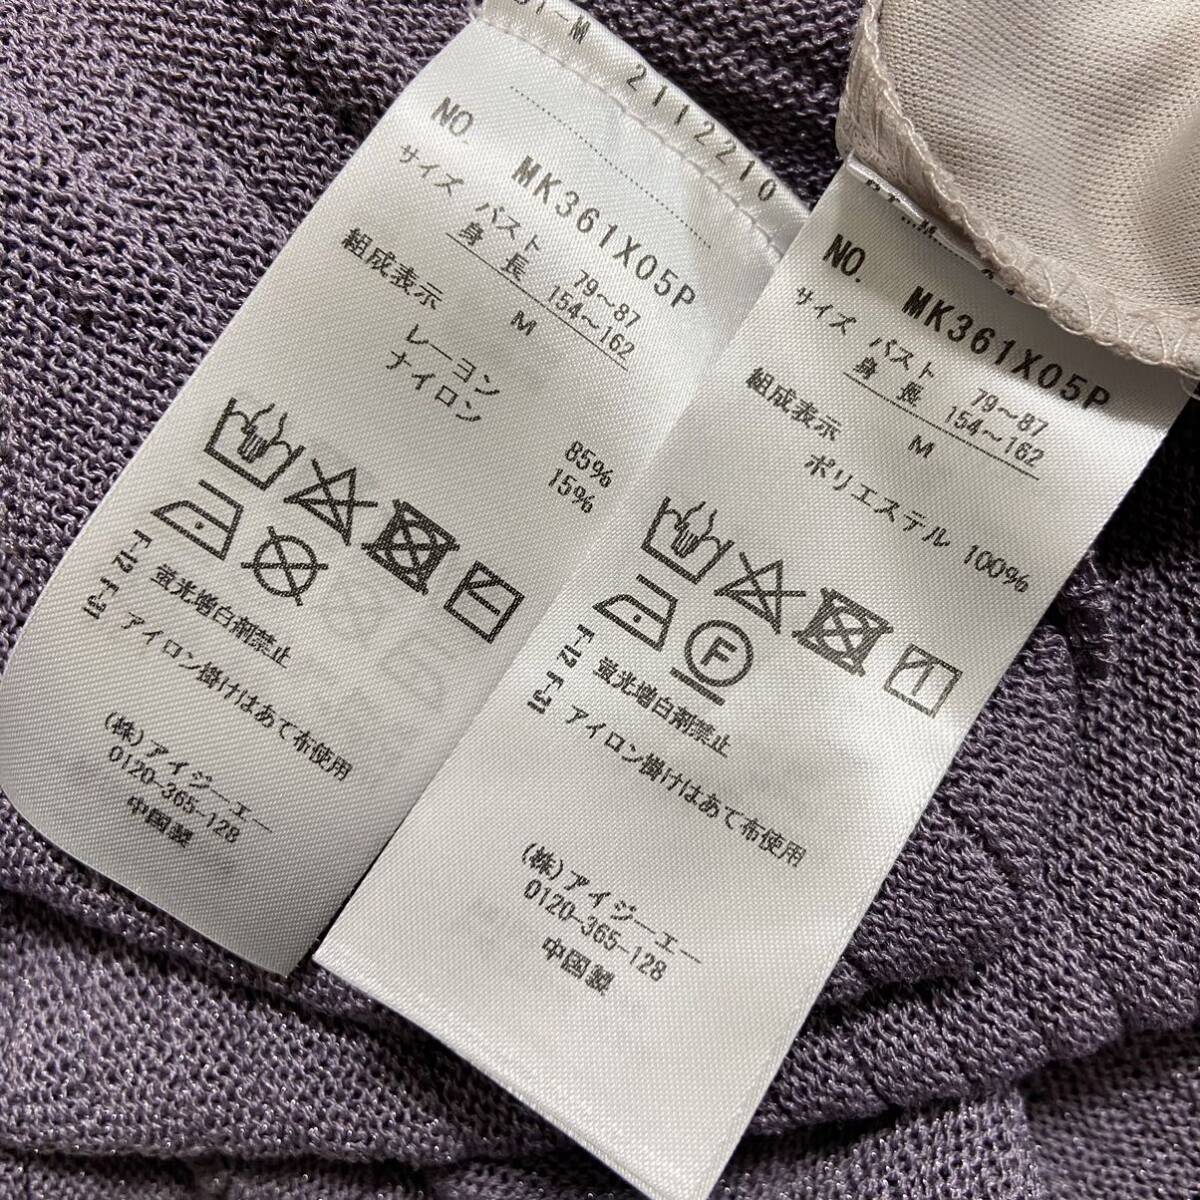 211221O
NO. MK361X05P
サイズ バスト 79～87
身長 154～162
M
組成表示
レーヨン 85%
ナイロン 15%
蛍光増白剤禁止
アイロン掛けはあて布使用
F-12 F-31
(株)アイジーエー
0120-365-128
中国製
NO. MK361X05P
サイズ バスト 79～87
身長 154～162
M
組成表示
ポリエステル 100%
F
蛍光増白剤禁止
アイロン掛けはあて布使用
F-12 F-31
(株)アイジーエー
0120-365-128
中国製